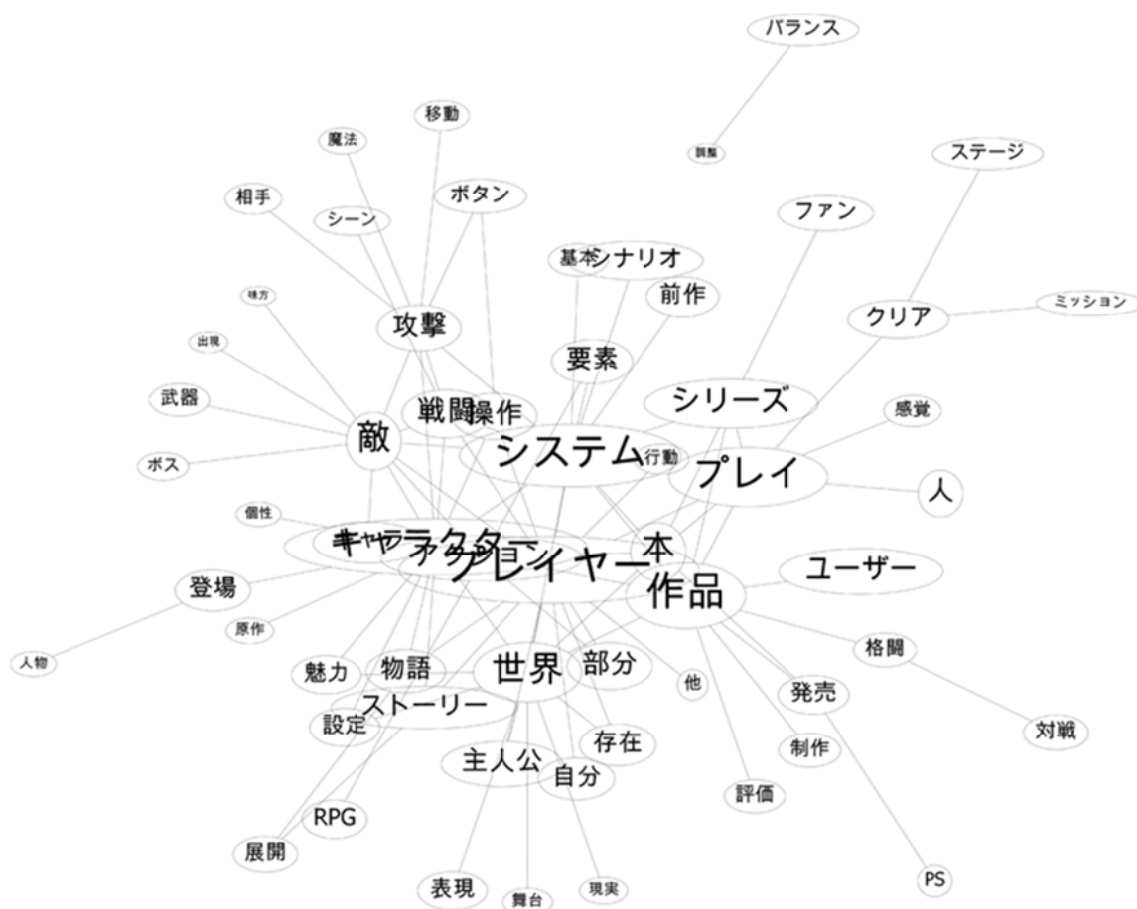 バランス
移動
魔法
調整
ステージ
相手
シーン
ボタン
ファン
基本
シナリオ
味方
前作
ミッション
攻撃
クリア
出現
要素
武器
戦闘
操作
シリーズ
感覚
敵
システム
行動
プレイ
ボス
人
個性
キャラ
キャラクター
アクション
本
プレイヤー
登場
作品
ユーザー
原作
人物
魅力
物語
世界
部分
他
格闘
発売
ストーリー
設定
存在
対戦
主人公
自分
制作
評価
RPG
展開
表現
舞台
現実
PS